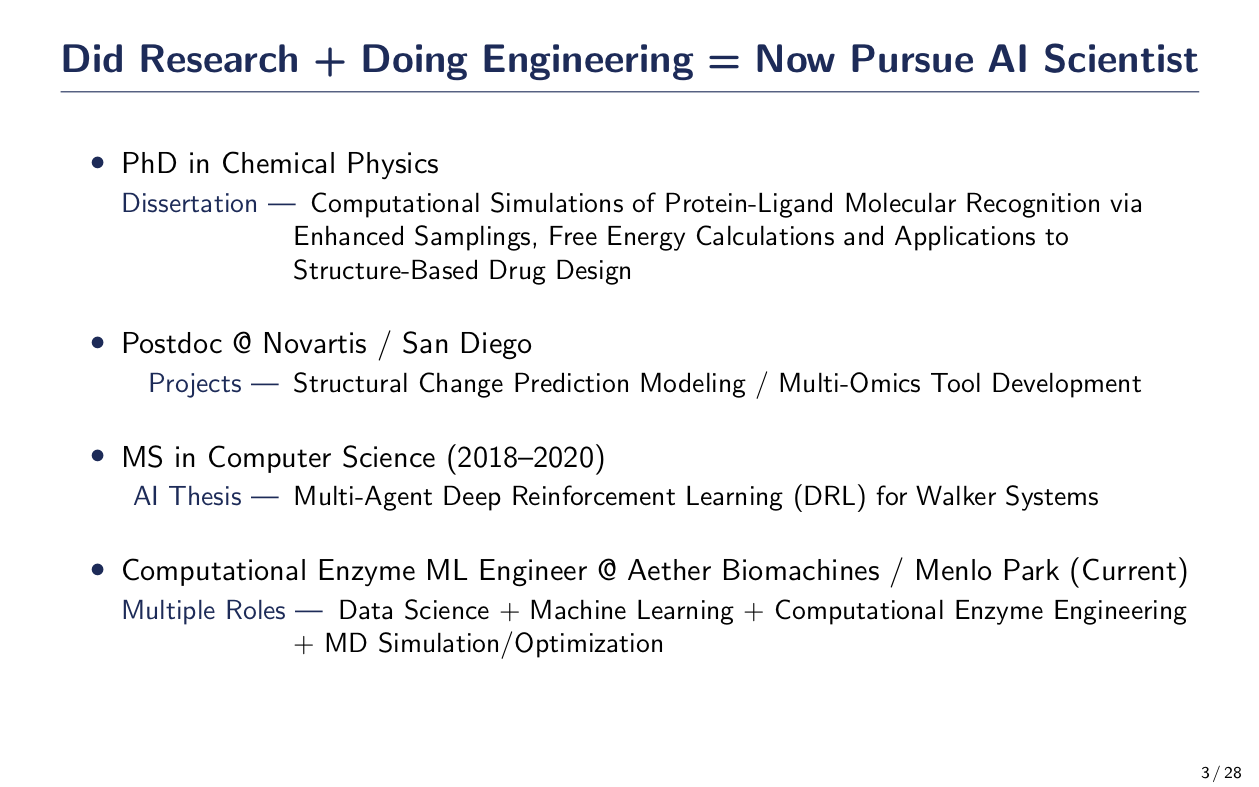 Did Research + Doing Engineering = Now Pursue AI Scientist
• PhD in Chemical Physics
Dissertation — Computational Simulations of Protein-Ligand Molecular Recognition via
Enhanced Samplings, Free Energy Calculations and Applications to
Structure-Based Drug Design
• Postdoc @ Novartis / San Diego
Projects — Structural Change Prediction Modeling / Multi-Omics Tool Development
• MS in Computer Science (2018–2020)
AI Thesis — Multi-Agent Deep Reinforcement Learning (DRL) for Walker Systems
• Computational Enzyme ML Engineer @ Aether Biomachines / Menlo Park (Current)
Multiple Roles — Data Science + Machine Learning + Computational Enzyme Engineering
+ MD Simulation/Optimization
3 / 28